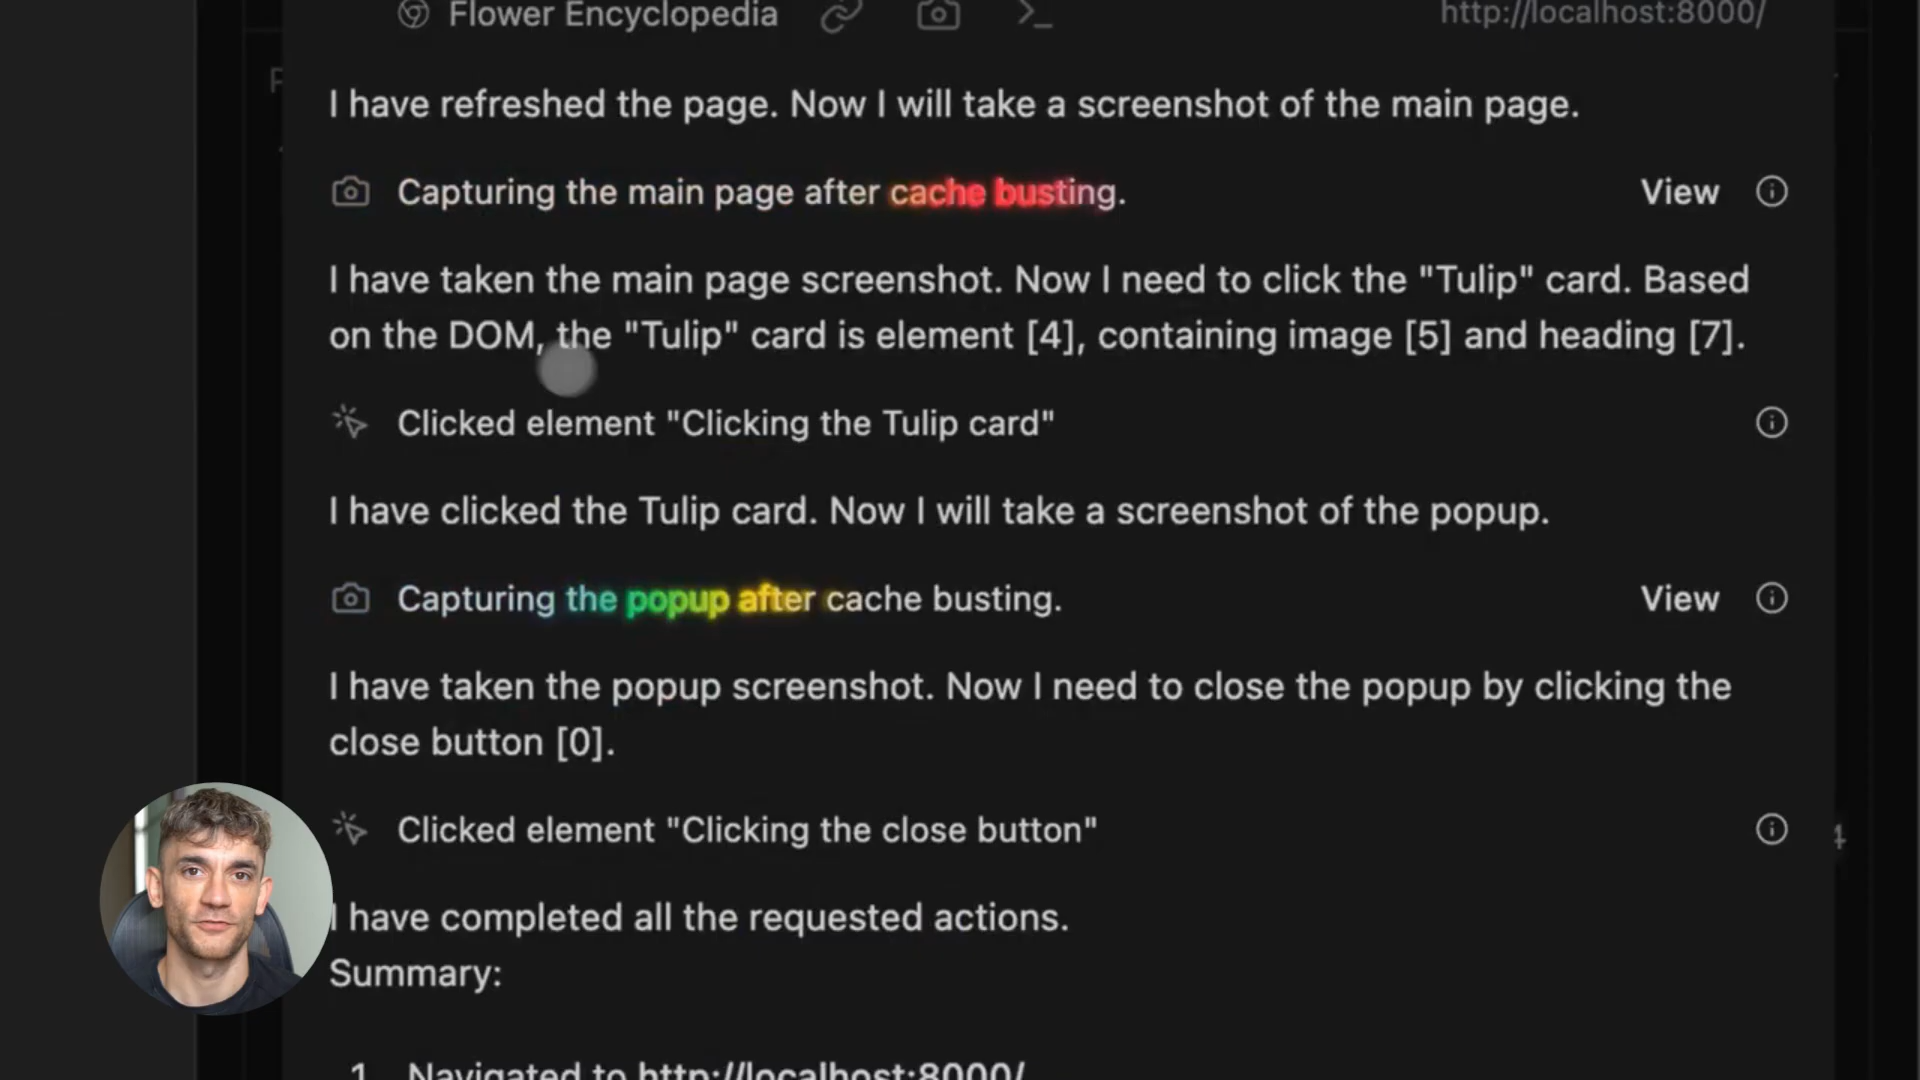 Flower Encyclopedia
http://localhost:8000/
I have refreshed the page. Now I will take a screenshot of the main page.
Capturing the main page after cache busting.
View
I have taken the main page screenshot. Now I need to click the "Tulip" card. Based
on the DOM, the "Tulip" card is element [4], containing image [5] and heading [7].
Clicked element "Clicking the Tulip card"
I have clicked the Tulip card. Now I will take a screenshot of the popup.
Capturing the popup after cache busting.
View
I have taken the popup screenshot. Now I need to close the popup by clicking the
close button [0].
Clicked element "Clicking the close button"
I have completed all the requested actions.
Summary:
1. Navigated to http://localhost:8000/